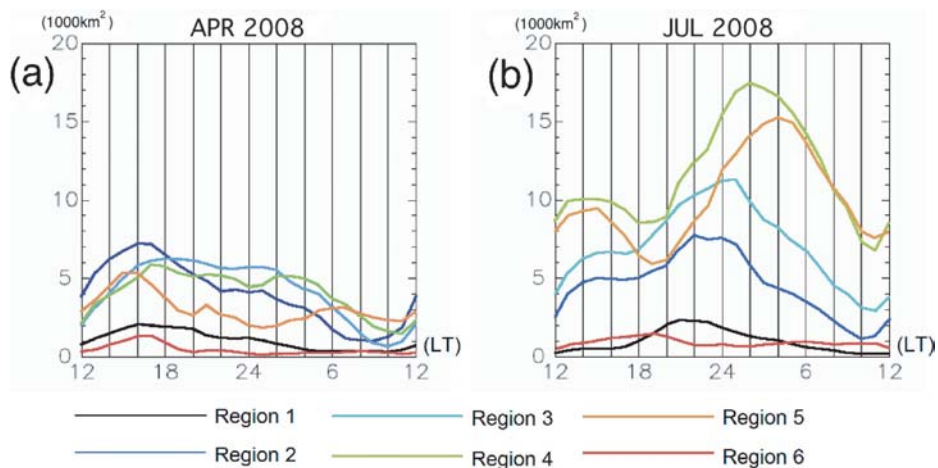 (1000km²) APR 2008
(a)
20
15
10
5
0
12 18 24 6 12
(LT)
(1000km²) JUL 2008
(b)
20
15
10
5
0
12 18 24 6 12
(LT)
Region 1 Region 3 Region 5
Region 2 Region 4 Region 6